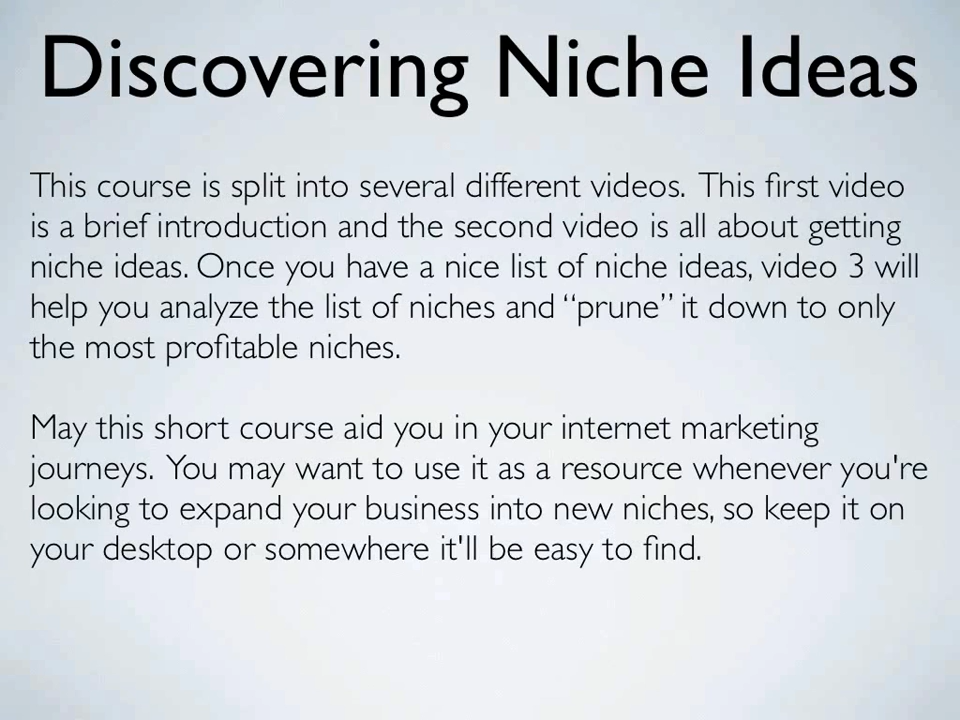 Discovering Niche Ideas
This course is split into several different videos.  This first video
is a brief introduction and the second video is all about getting
niche ideas. Once you have a nice list of niche ideas, video 3 will
help you analyze the list of niches and “prune” it down to only
the most profitable niches.
May this short course aid you in your internet marketing
journeys.  You may want to use it as a resource whenever you're
looking to expand your business into new niches, so keep it on
your desktop or somewhere it'll be easy to find.